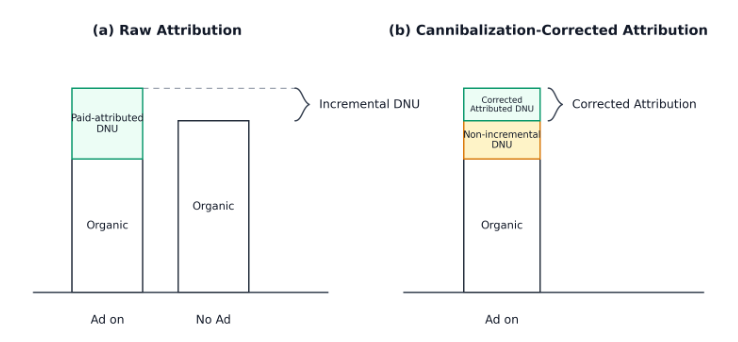 (a) Raw Attribution
Paid-attributed
DNU
Incremental DNU
Organic
Organic
Ad on
No Ad
(b) Cannibalization-Corrected Attribution
Corrected
Attributed DNU
Corrected Attribution
Non-incremental
DNU
Organic
Ad on